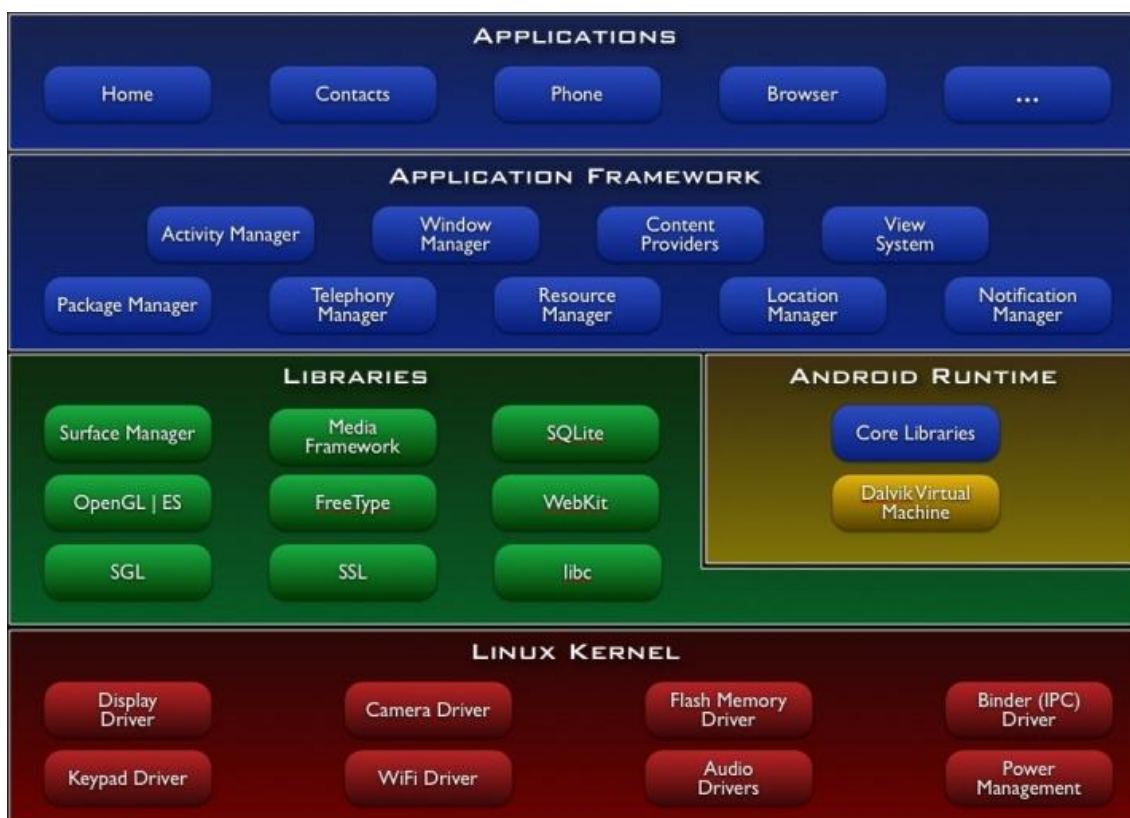 APPLICATIONS
Home
Contacts
Phone
Browser
...
APPLICATION FRAMEWORK
Activity Manager
Window
Manager
Content
Providers
View
System
Package Manager
Telephony
Manager
Resource
Manager
Location
Manager
Notification
Manager
LIBRARIES
Surface Manager
Media
Framework
SQLite
OpenGL | ES
FreeType
WebKit
SGL
SSL
libc
ANDROID RUNTIME
Core Libraries
Dalvik Virtual
Machine
LINUX KERNEL
Display
Driver
Camera Driver
Flash Memory
Driver
Binder (IPC)
Driver
Keypad Driver
WiFi Driver
Audio
Drivers
Power
Management